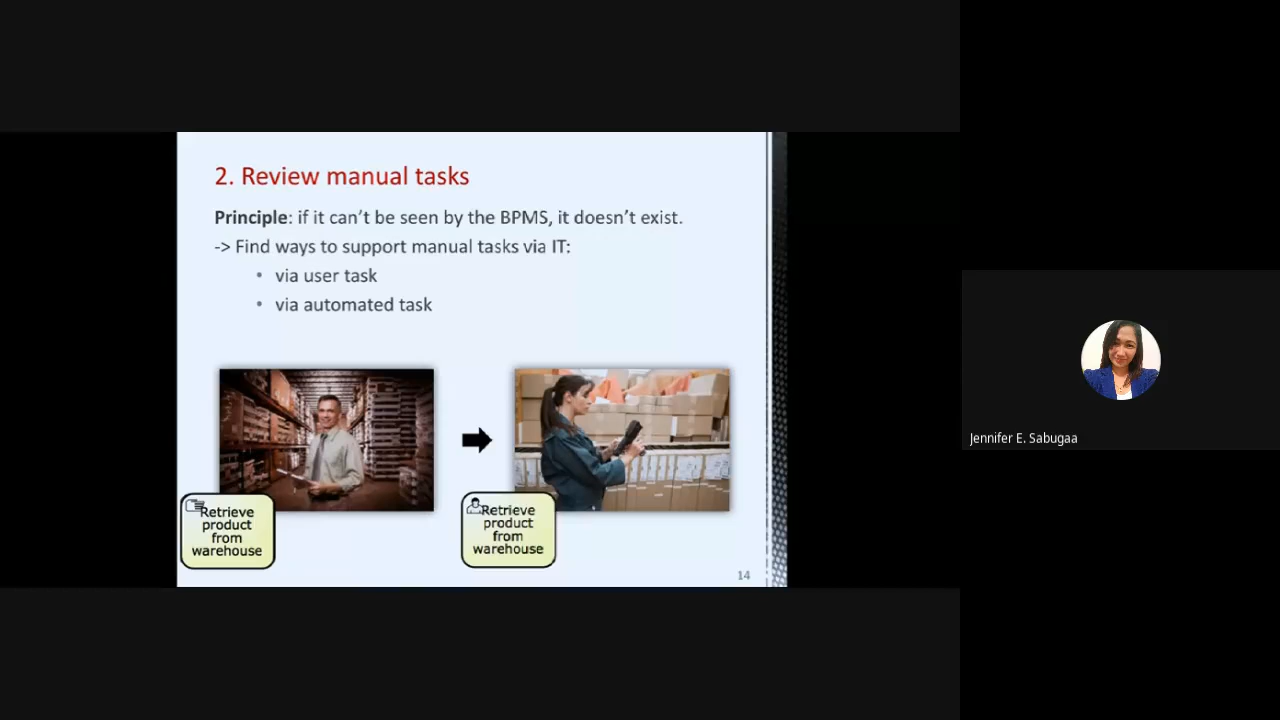 2. Review manual tasks
Principle: if it can't be seen by the BPMS, it doesn't exist.
-> Find ways to support manual tasks via IT:
• via user task
• via automated task
Retrieve
product
from
warehouse
Retrieve
product
from
warehouse
14
Jennifer E. Sabugaa